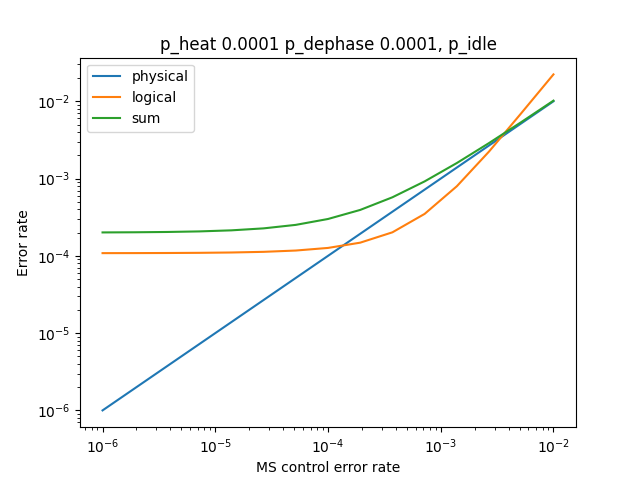 p_heat 0.0001 p_dephase 0.0001, p_idle
physical
logical
sum
10⁻²
10⁻³
10⁻⁴
10⁻⁵
10⁻⁶
Error rate
10⁻⁶ 10⁻⁵ 10⁻⁴ 10⁻³ 10⁻²
MS control error rate